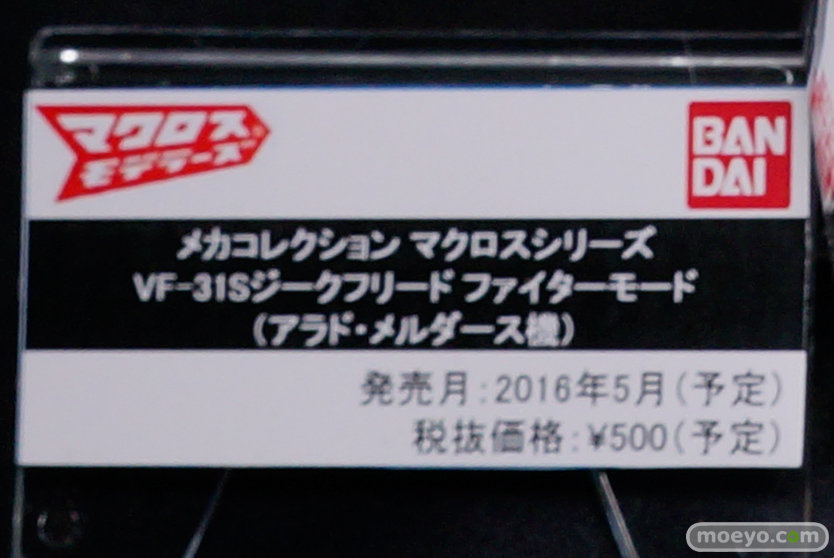 マクロス
モデラーズ
BAN
DAI
メカコレクション マクロスシリーズ
VF-31Sジークフリード ファイターモード
(アラド・メルダース機)
発売月:2016年5月(予定)
税抜価格:¥500(予定)
moeyo.com